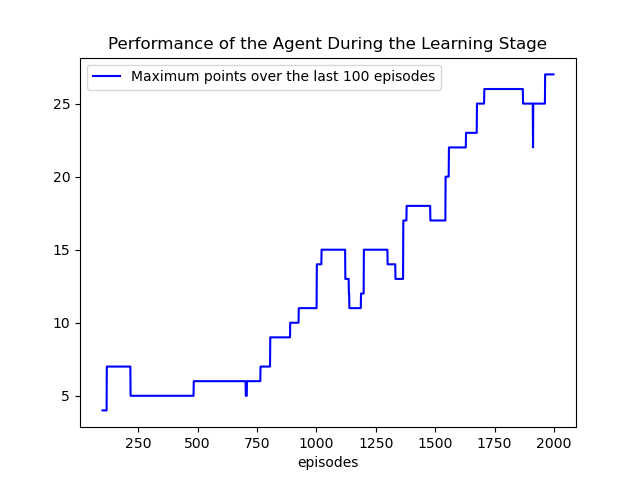 Performance of the Agent During the Learning Stage
Maximum points over the last 100 episodes
25
20
15
10
5
250 500 750 1000 1250 1500 1750 2000
episodes